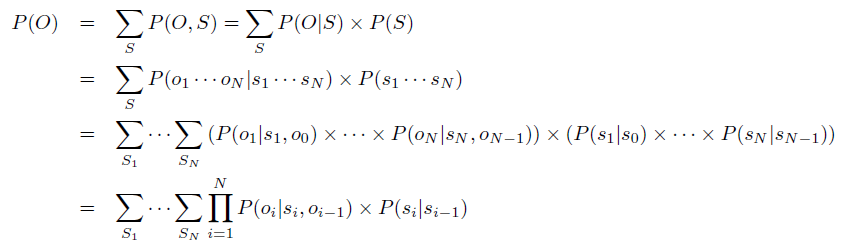 P(O) = ∑_S P(O, S) = ∑_S P(O|S) × P(S)
= ∑_S P(o_1 ⋯ o_N|s_1 ⋯ s_N) × P(s_1 ⋯ s_N)
= ∑_{S_1} ⋯ ∑_{S_N} (P(o_1|s_1, o_0) × ⋯ × P(o_N|s_N, o_{N−1})) × (P(s_1|s_0) × ⋯ × P(s_N|s_{N−1}))
= ∑_{S_1} ⋯ ∑_{S_N} ∏_{i=1}^{N} P(o_i|s_i, o_{i−1}) × P(s_i|s_{i−1})